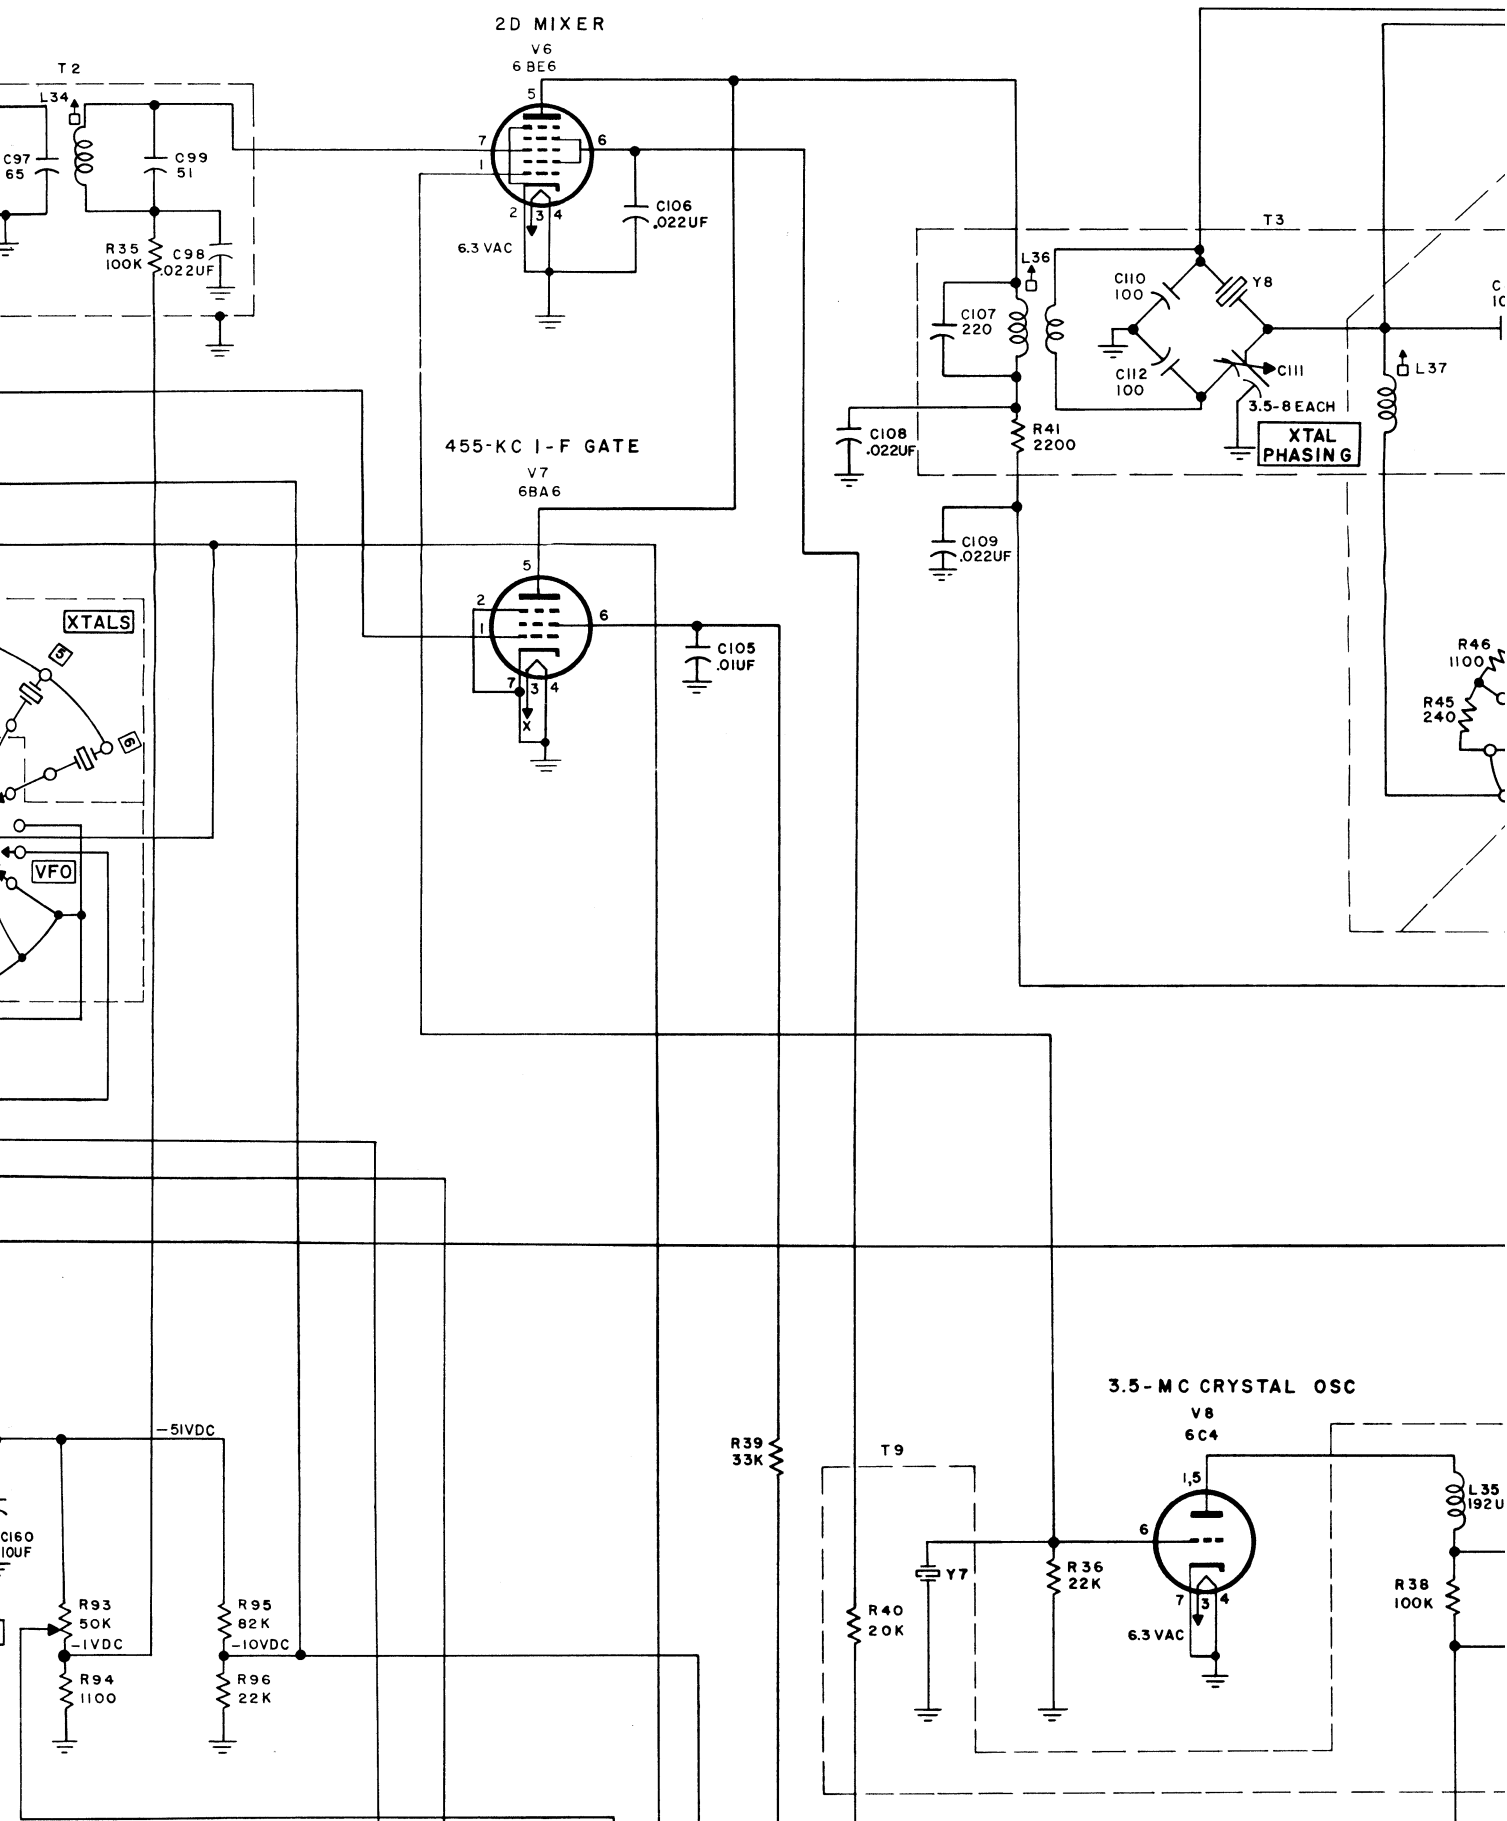 2D MIXER
V6
6BE6
T2
L34
5
C97
65
C99
51
7
1
6
2
3
4
C106
.022UF
R35
100K
C98
.022UF
6.3 VAC
T3
L36
C110
100
Y8
C107
220
C112
100
C111
L37
3.5-8 EACH
XTAL
PHASING
C108
.022UF
R41
2200
455-KC I-F GATE
V7
6BA6
C109
.022UF
5
2
1
6
7
3
4
X
C105
.01UF
XTALS
5
6
VFO
R46
1100
R45
240
3.5-MC CRYSTAL OSC
V8
6C4
T9
1,5
6
7
3
4
6.3 VAC
-51VDC
R39
33K
L35
C160
10UF
R93
50K
-1VDC
R94
1100
R95
82K
-10VDC
R96
22K
Y7
R36
22K
R40
20K
R38
100K